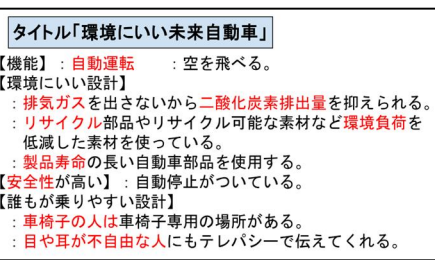 タイトル「環境にいい未来自動車」
【機能】：自動運転　　：空を飛べる。
【環境にいい設計】
：排気ガスを出さないから二酸化炭素排出量を抑えられる。
：リサイクル部品やリサイクル可能な素材など環境負荷を
低減した素材を使っている。
：製品寿命の長い自動車部品を使用する。
【安全性が高い】：自動停止がついている。
【誰もが乗りやすい設計】
：車椅子の人は車椅子専用の場所がある。
：目や耳が不自由な人にもテレパシーで伝えてくれる。